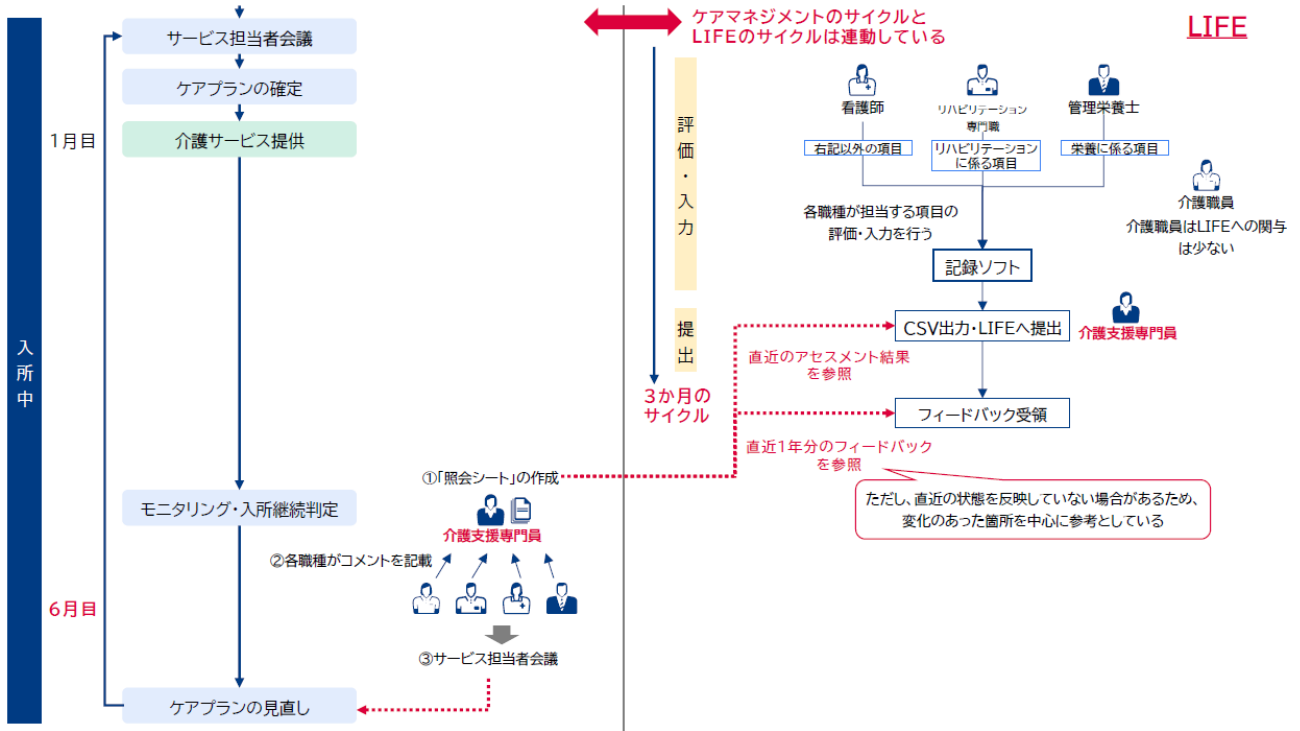 入所中
サービス担当者会議
ケアプランの確定
1月目
介護サービス提供
モニタリング・入所継続判定
6月目
ケアプランの見直し
①「照会シート」の作成
介護支援専門員
②各職種がコメントを記載
③サービス担当者会議
ケアマネジメントのサイクルと
LIFEのサイクルは連動している
LIFE
評価・入力
提出
3か月の
サイクル
看護師
リハビリテーション
専門職
管理栄養士
右記以外の項目
リハビリテーション
に係る項目
栄養に係る項目
介護職員
介護職員はLIFEへの関与
は少ない
各職種が担当する項目の
評価・入力を行う
記録ソフト
CSV出力・LIFEへ提出
介護支援専門員
直近のアセスメント結果
を参照
フィードバック受領
直近1年分のフィードバック
を参照
ただし、直近の状態を反映していない場合があるため、
変化のあった箇所を中心に参考としている